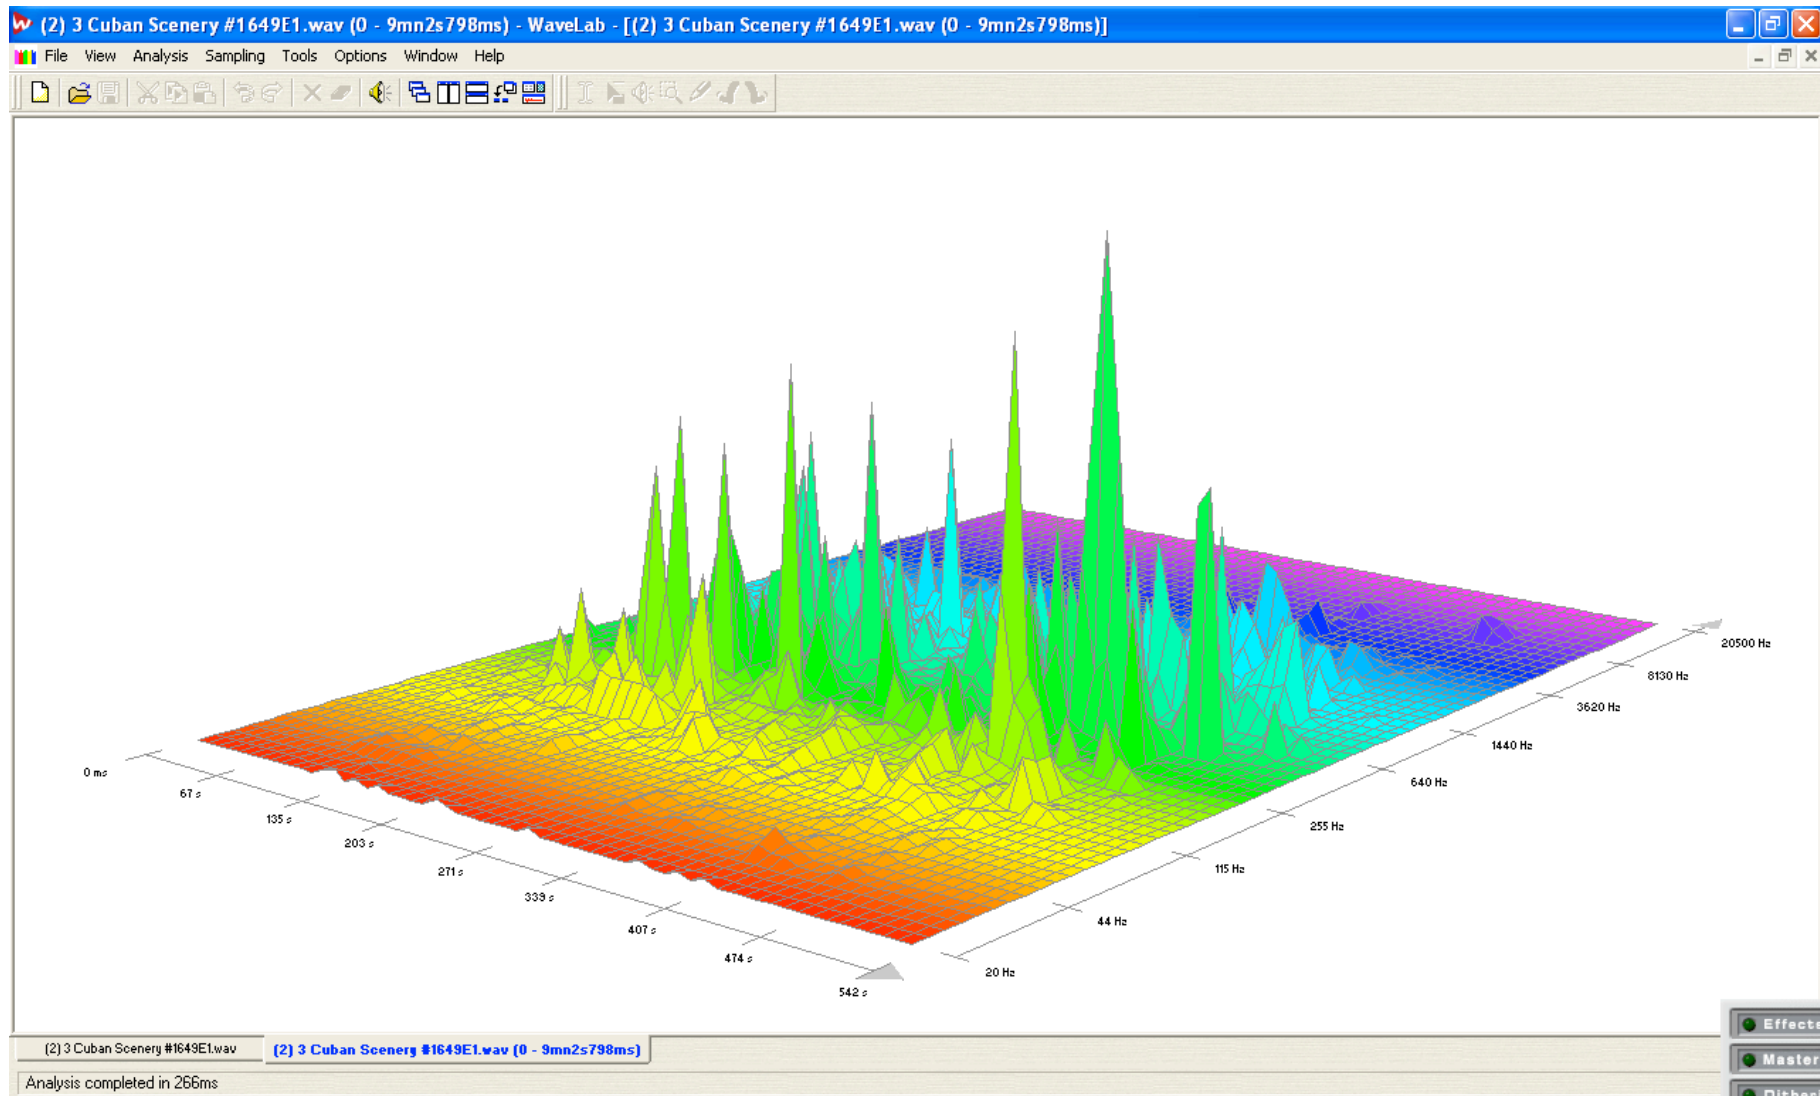 (2) 3 Cuban Scenery #1649E1.wav (0 - 9mn2s798ms) - WaveLab - [(2) 3 Cuban Scenery #1649E1.wav (0 - 9mn2s798ms)]
File View Analysis Sampling Tools Options Window Help
20500 Hz
8130 Hz
3620 Hz
1440 Hz
640 Hz
255 Hz
115 Hz
44 Hz
20 Hz
0 ms
67 s
135 s
203 s
271 s
339 s
407 s
474 s
542 s
Effects
Master
(2) 3 Cuban Scenery #1649E1.wav
(2) 3 Cuban Scenery #1649E1.wav (0 - 9mn2s798ms)
Analysis completed in 266ms